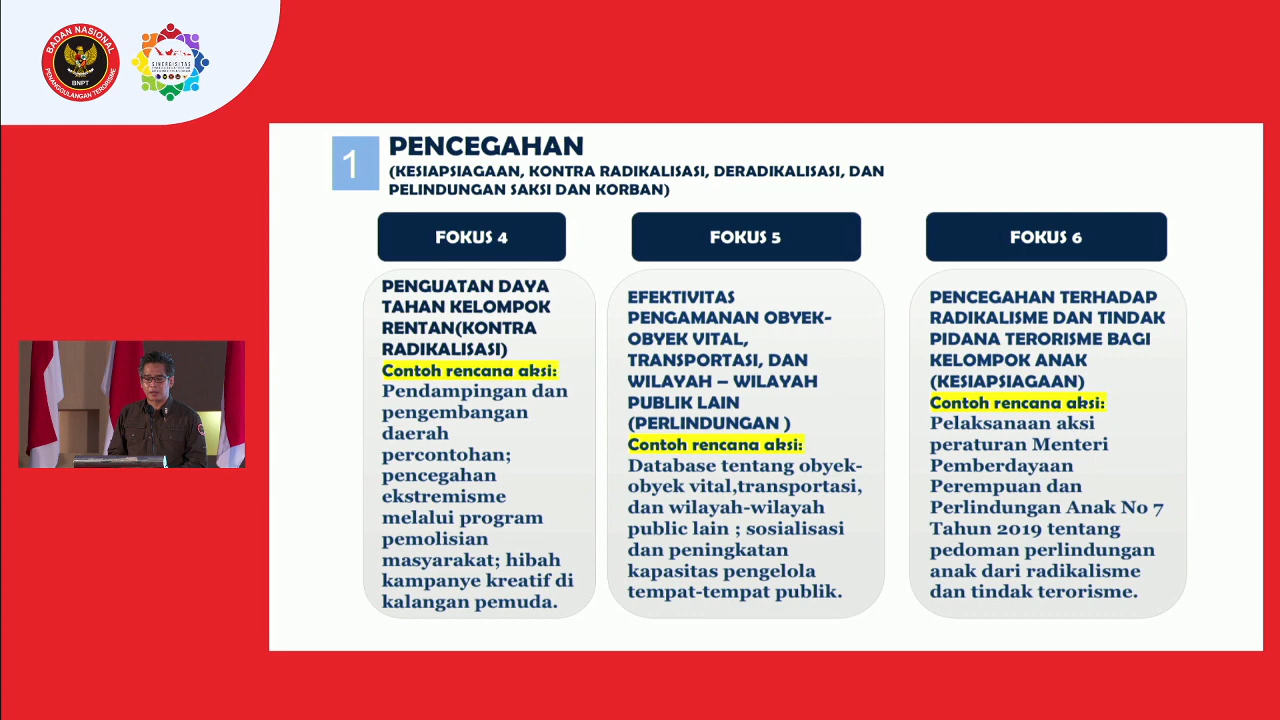 BADAN NASIONAL
BNPT
PENANGGULANGAN TERORISME
SINERGISITAS
1
PENCEGAHAN
(KESIAPSIAGAAN, KONTRA RADIKALISASI, DERADIKALISASI, DAN
PELINDUNGAN SAKSI DAN KORBAN)
FOKUS 4
PENGUATAN DAYA
TAHAN KELOMPOK
RENTAN(KONTRA
RADIKALISASI)
Contoh rencana aksi:
Pendampingan dan
pengembangan
daerah
percontohan;
pencegahan
ekstremisme
melalui program
pemolisian
masyarakat; hibah
kampanye kreatif di
kalangan pemuda.
FOKUS 5
EFEKTIVITAS
PENGAMANAN OBYEK-
OBYEK VITAL,
TRANSPORTASI, DAN
WILAYAH – WILAYAH
PUBLIK LAIN
(PERLINDUNGAN )
Contoh rencana aksi:
Database tentang obyek-
obyek vital,transportasi,
dan wilayah-wilayah
public lain ; sosialisasi
dan peningkatan
kapasitas pengelola
tempat-tempat publik.
FOKUS 6
PENCEGAHAN TERHADAP
RADIKALISME DAN TINDAK
PIDANA TERORISME BAGI
KELOMPOK ANAK
(KESIAPSIAGAAN)
Contoh rencana aksi:
Pelaksanaan aksi
peraturan Menteri
Pemberdayaan
Perempuan dan
Perlindungan Anak No 7
Tahun 2019 tentang
pedoman perlindungan
anak dari radikalisme
dan tindak terorisme.